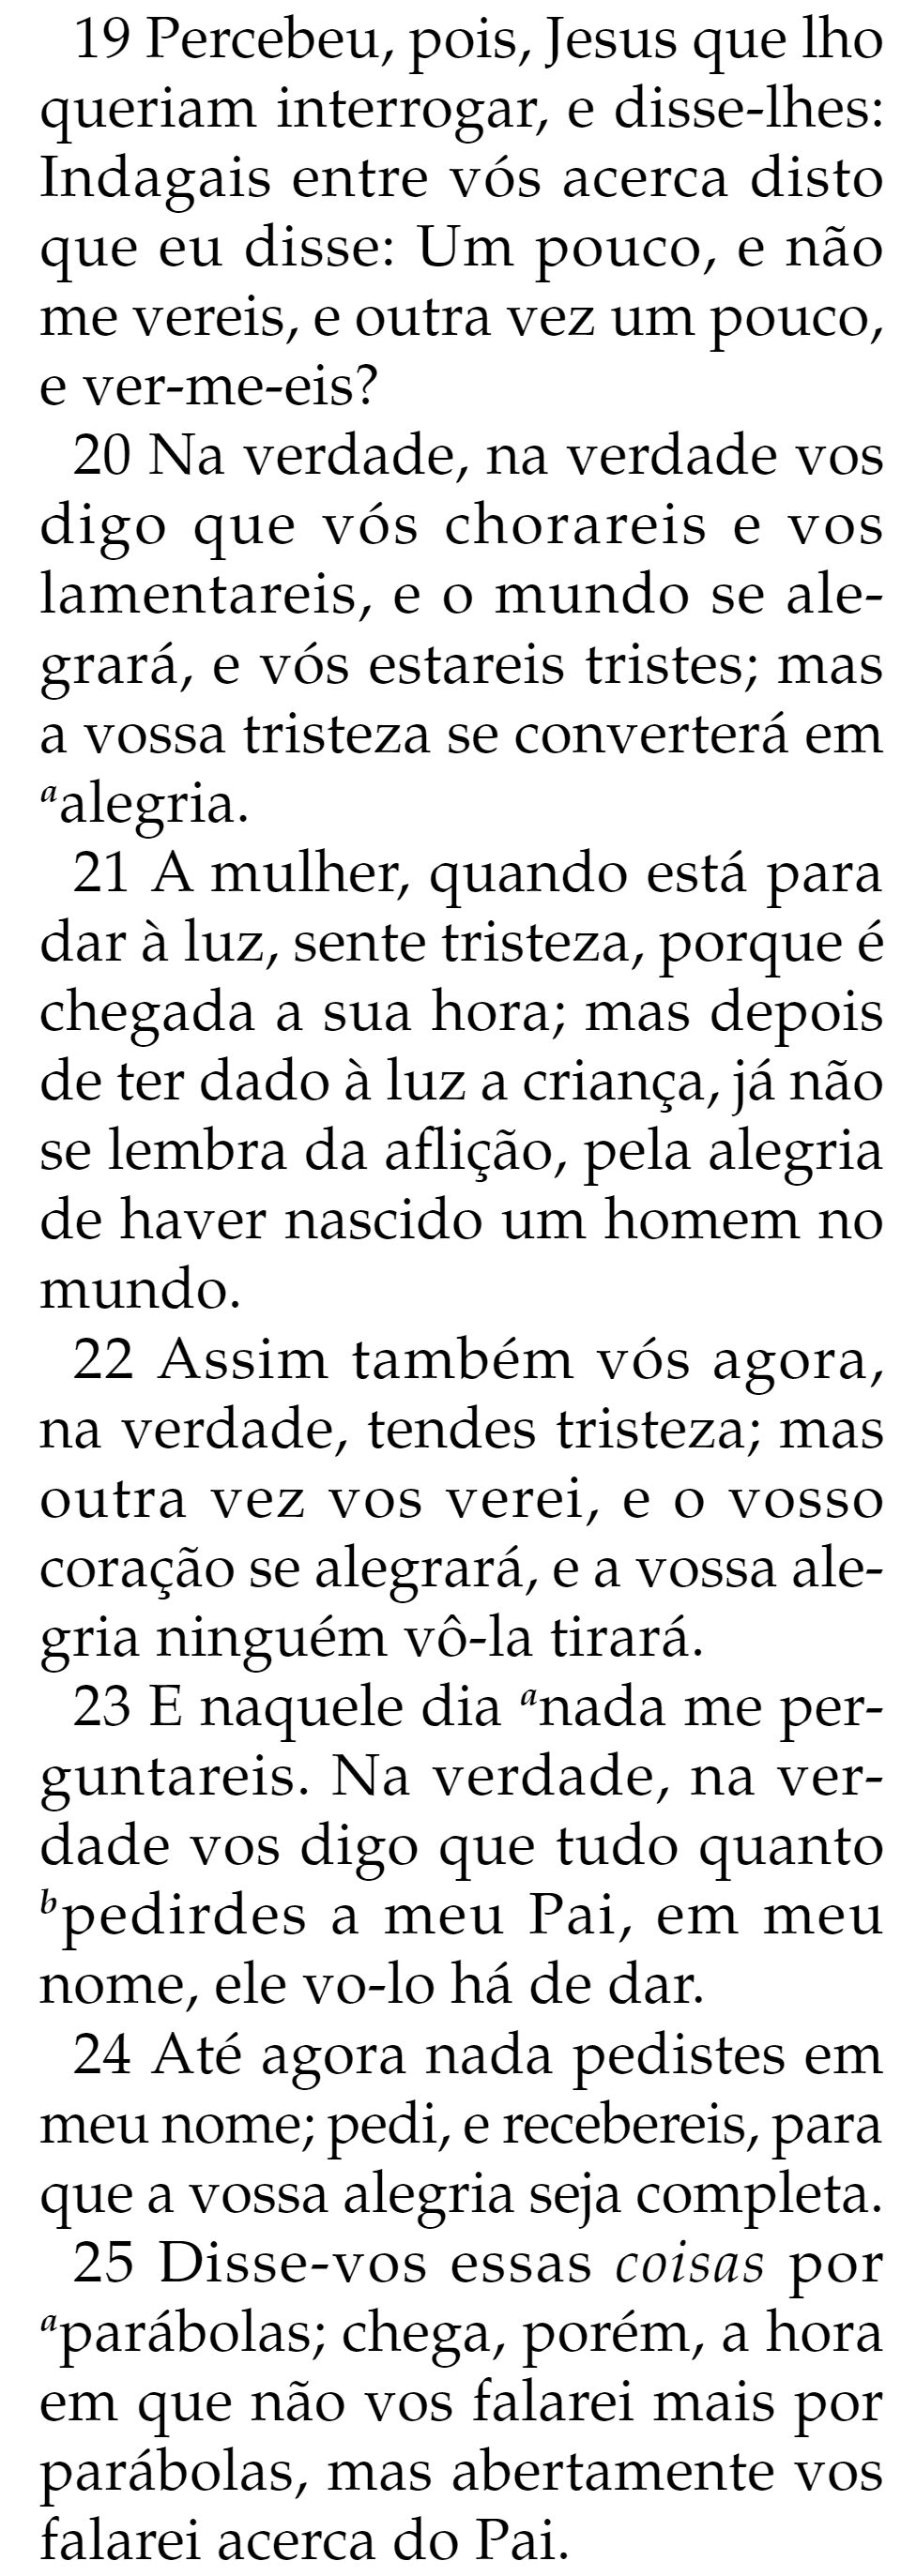 19 Percebeu, pois, Jesus que lho
queriam interrogar, e disse-lhes:
Indagais entre vós acerca disto
que eu disse: Um pouco, e não
me vereis, e outra vez um pouco,
e ver-me-eis?
20 Na verdade, na verdade vos
digo que vós chorareis e vos
lamentareis, e o mundo se ale-
grará, e vós estareis tristes; mas
a vossa tristeza se converterá em
ᵃalegria.
21 A mulher, quando está para
dar à luz, sente tristeza, porque é
chegada a sua hora; mas depois
de ter dado à luz a criança, já não
se lembra da aflição, pela alegria
de haver nascido um homem no
mundo.
22 Assim também vós agora,
na verdade, tendes tristeza; mas
outra vez vos verei, e o vosso
coração se alegrará, e a vossa ale-
gria ninguém vô-la tirará.
23 E naquele dia ᵃnada me per-
guntareis. Na verdade, na ver-
dade vos digo que tudo quanto
ᵇpedirdes a meu Pai, em meu
nome, ele vo-lo há de dar.
24 Até agora nada pedistes em
meu nome; pedi, e recebereis, para
que a vossa alegria seja completa.
25 Disse-vos essas coisas por
ᵃparábolas; chega, porém, a hora
em que não vos falarei mais por
parábolas, mas abertamente vos
falarei acerca do Pai.